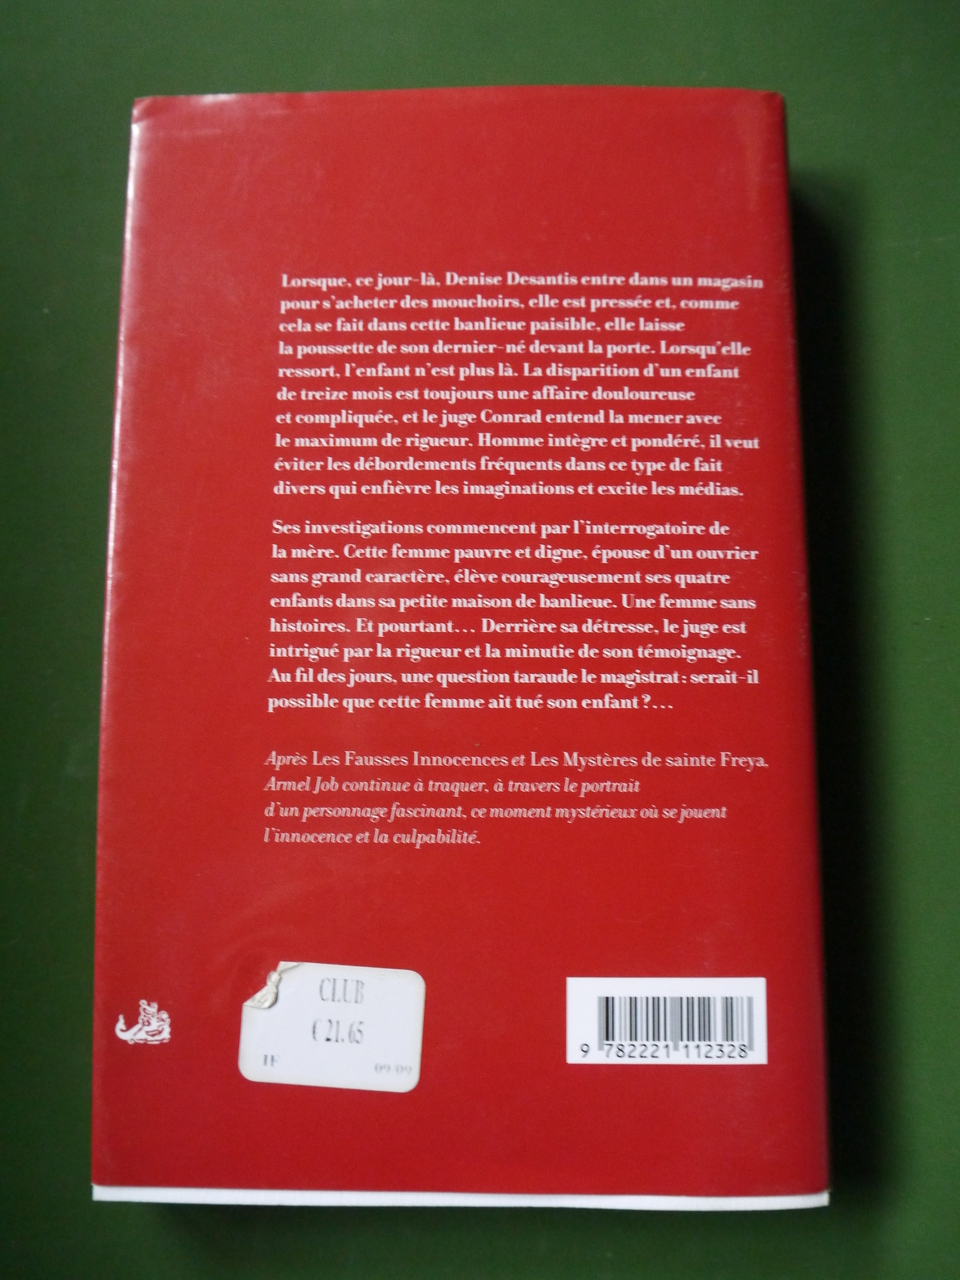 Lorsque, ce jour-là, Denise Desantis entre dans un magasin
pour s'acheter des mouchoirs, elle est pressée et, comme
cela se fait dans cette banlieue paisible, elle laisse
la poussette de son dernier-né devant la porte. Lorsqu'elle
ressort, l'enfant n'est plus là. La disparition d'un enfant
de treize mois est toujours une affaire douloureuse
et compliquée, et le juge Conrad entend la mener avec
le maximum de rigueur. Homme intègre et pondéré, il veut
éviter les débordements fréquents dans ce type de fait
divers qui enfièvre les imaginations et excite les médias.
Ses investigations commencent par l'interrogatoire de
la mère. Cette femme pauvre et digne, épouse d'un ouvrier
sans grand caractère, élève courageusement ses quatre
enfants dans sa petite maison de banlieue. Une femme sans
histoires. Et pourtant... Derrière sa détresse, le juge est
intrigué par la rigueur et la minutie de son témoignage.
Au fil des jours, une question taraude le magistrat : serait-il
possible que cette femme ait tué son enfant ?...
Après Les Fausses Innocences et Les Mystères de sainte Freya,
Armel Job continue à traquer, à travers le portrait
d'un personnage fascinant, ce moment mystérieux où se jouent
l'innocence et la culpabilité.
CLUB
€ 21.65
IF 09/09
9 782221 112328